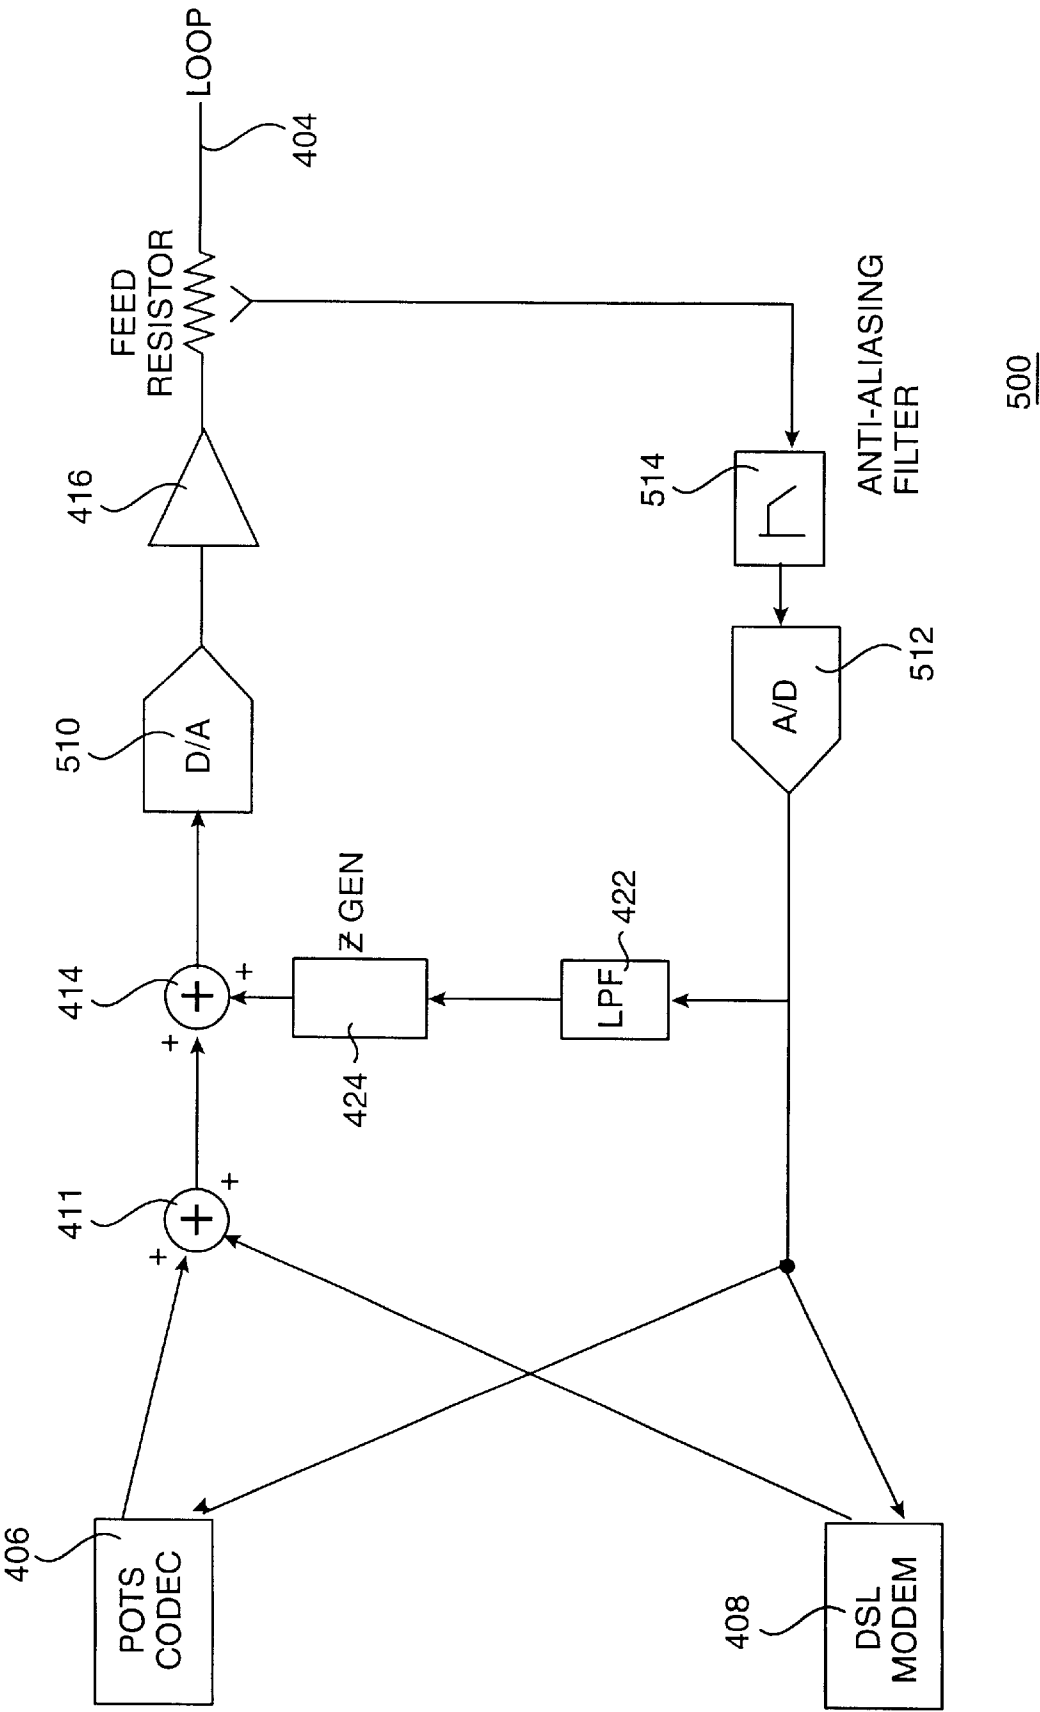 406
POTS
CODEC
408
DSL
MODEM
411
+
+
+
414
+
+
+
424
Z GEN
LPF
422
510
D/A
A/D
512
416
514
ANTI-ALIASING
FILTER
FEED
RESISTOR
404
LOOP
500